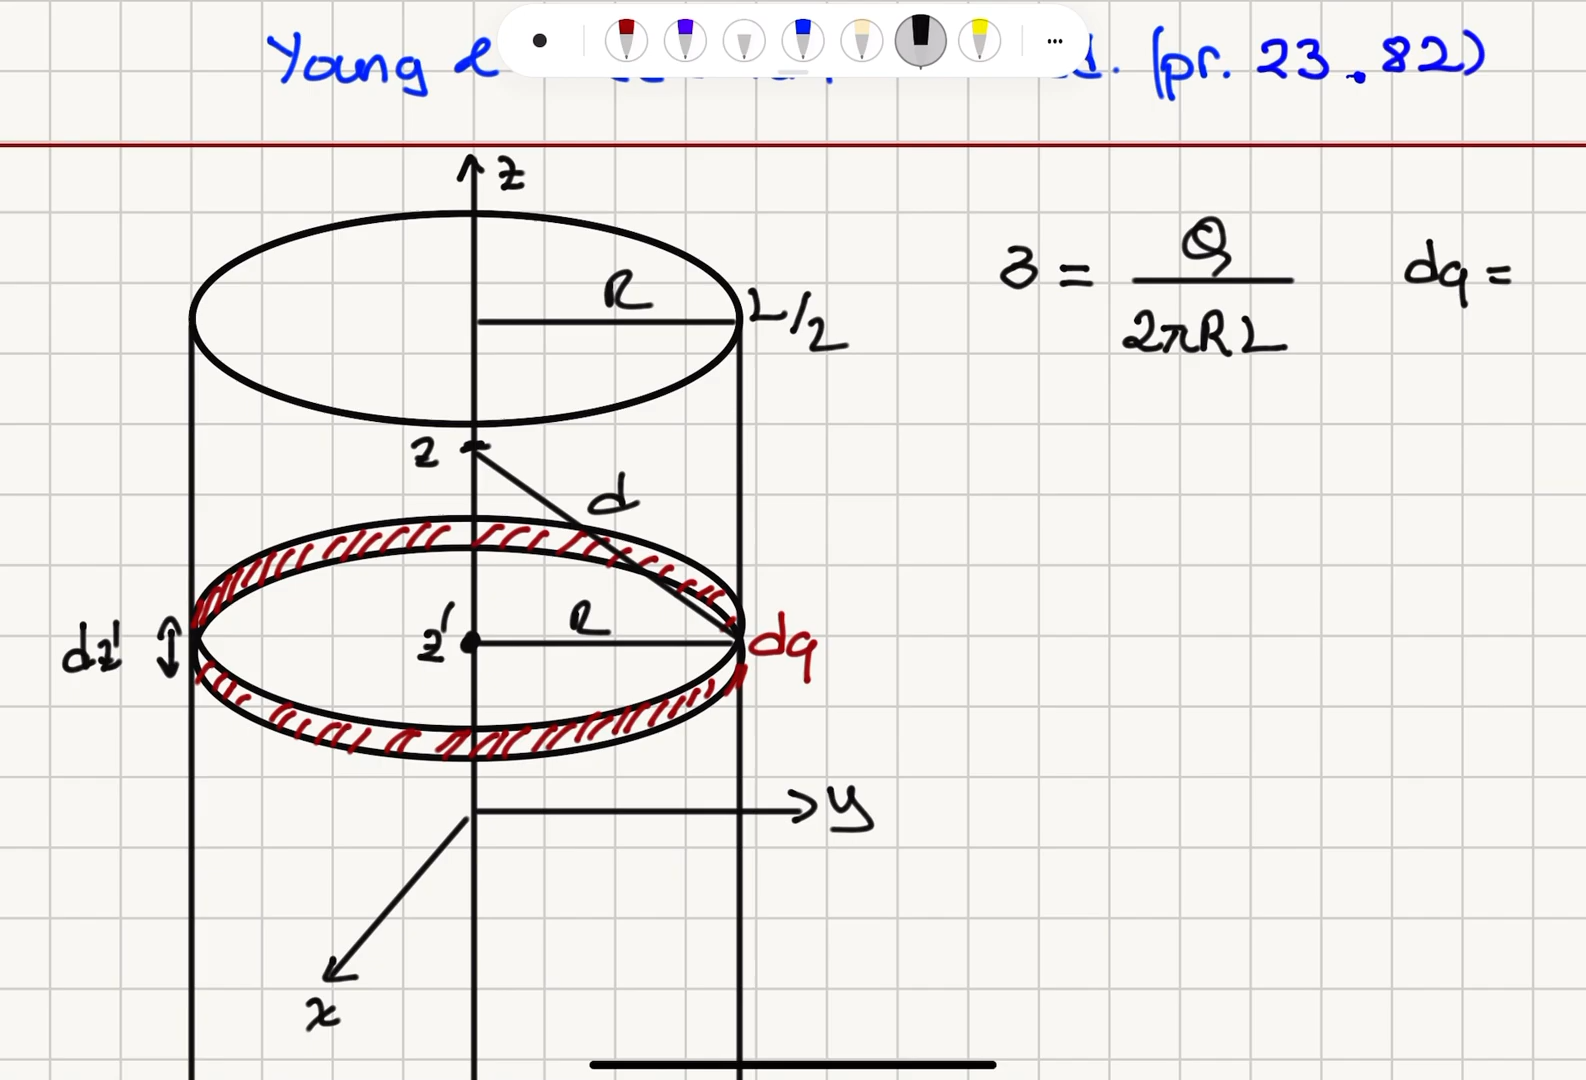 Young & (pr. 23.82)
z
R
L/2
σ = Q / 2πRL dq =
z
d
dz'
z'
R
dq
y
x